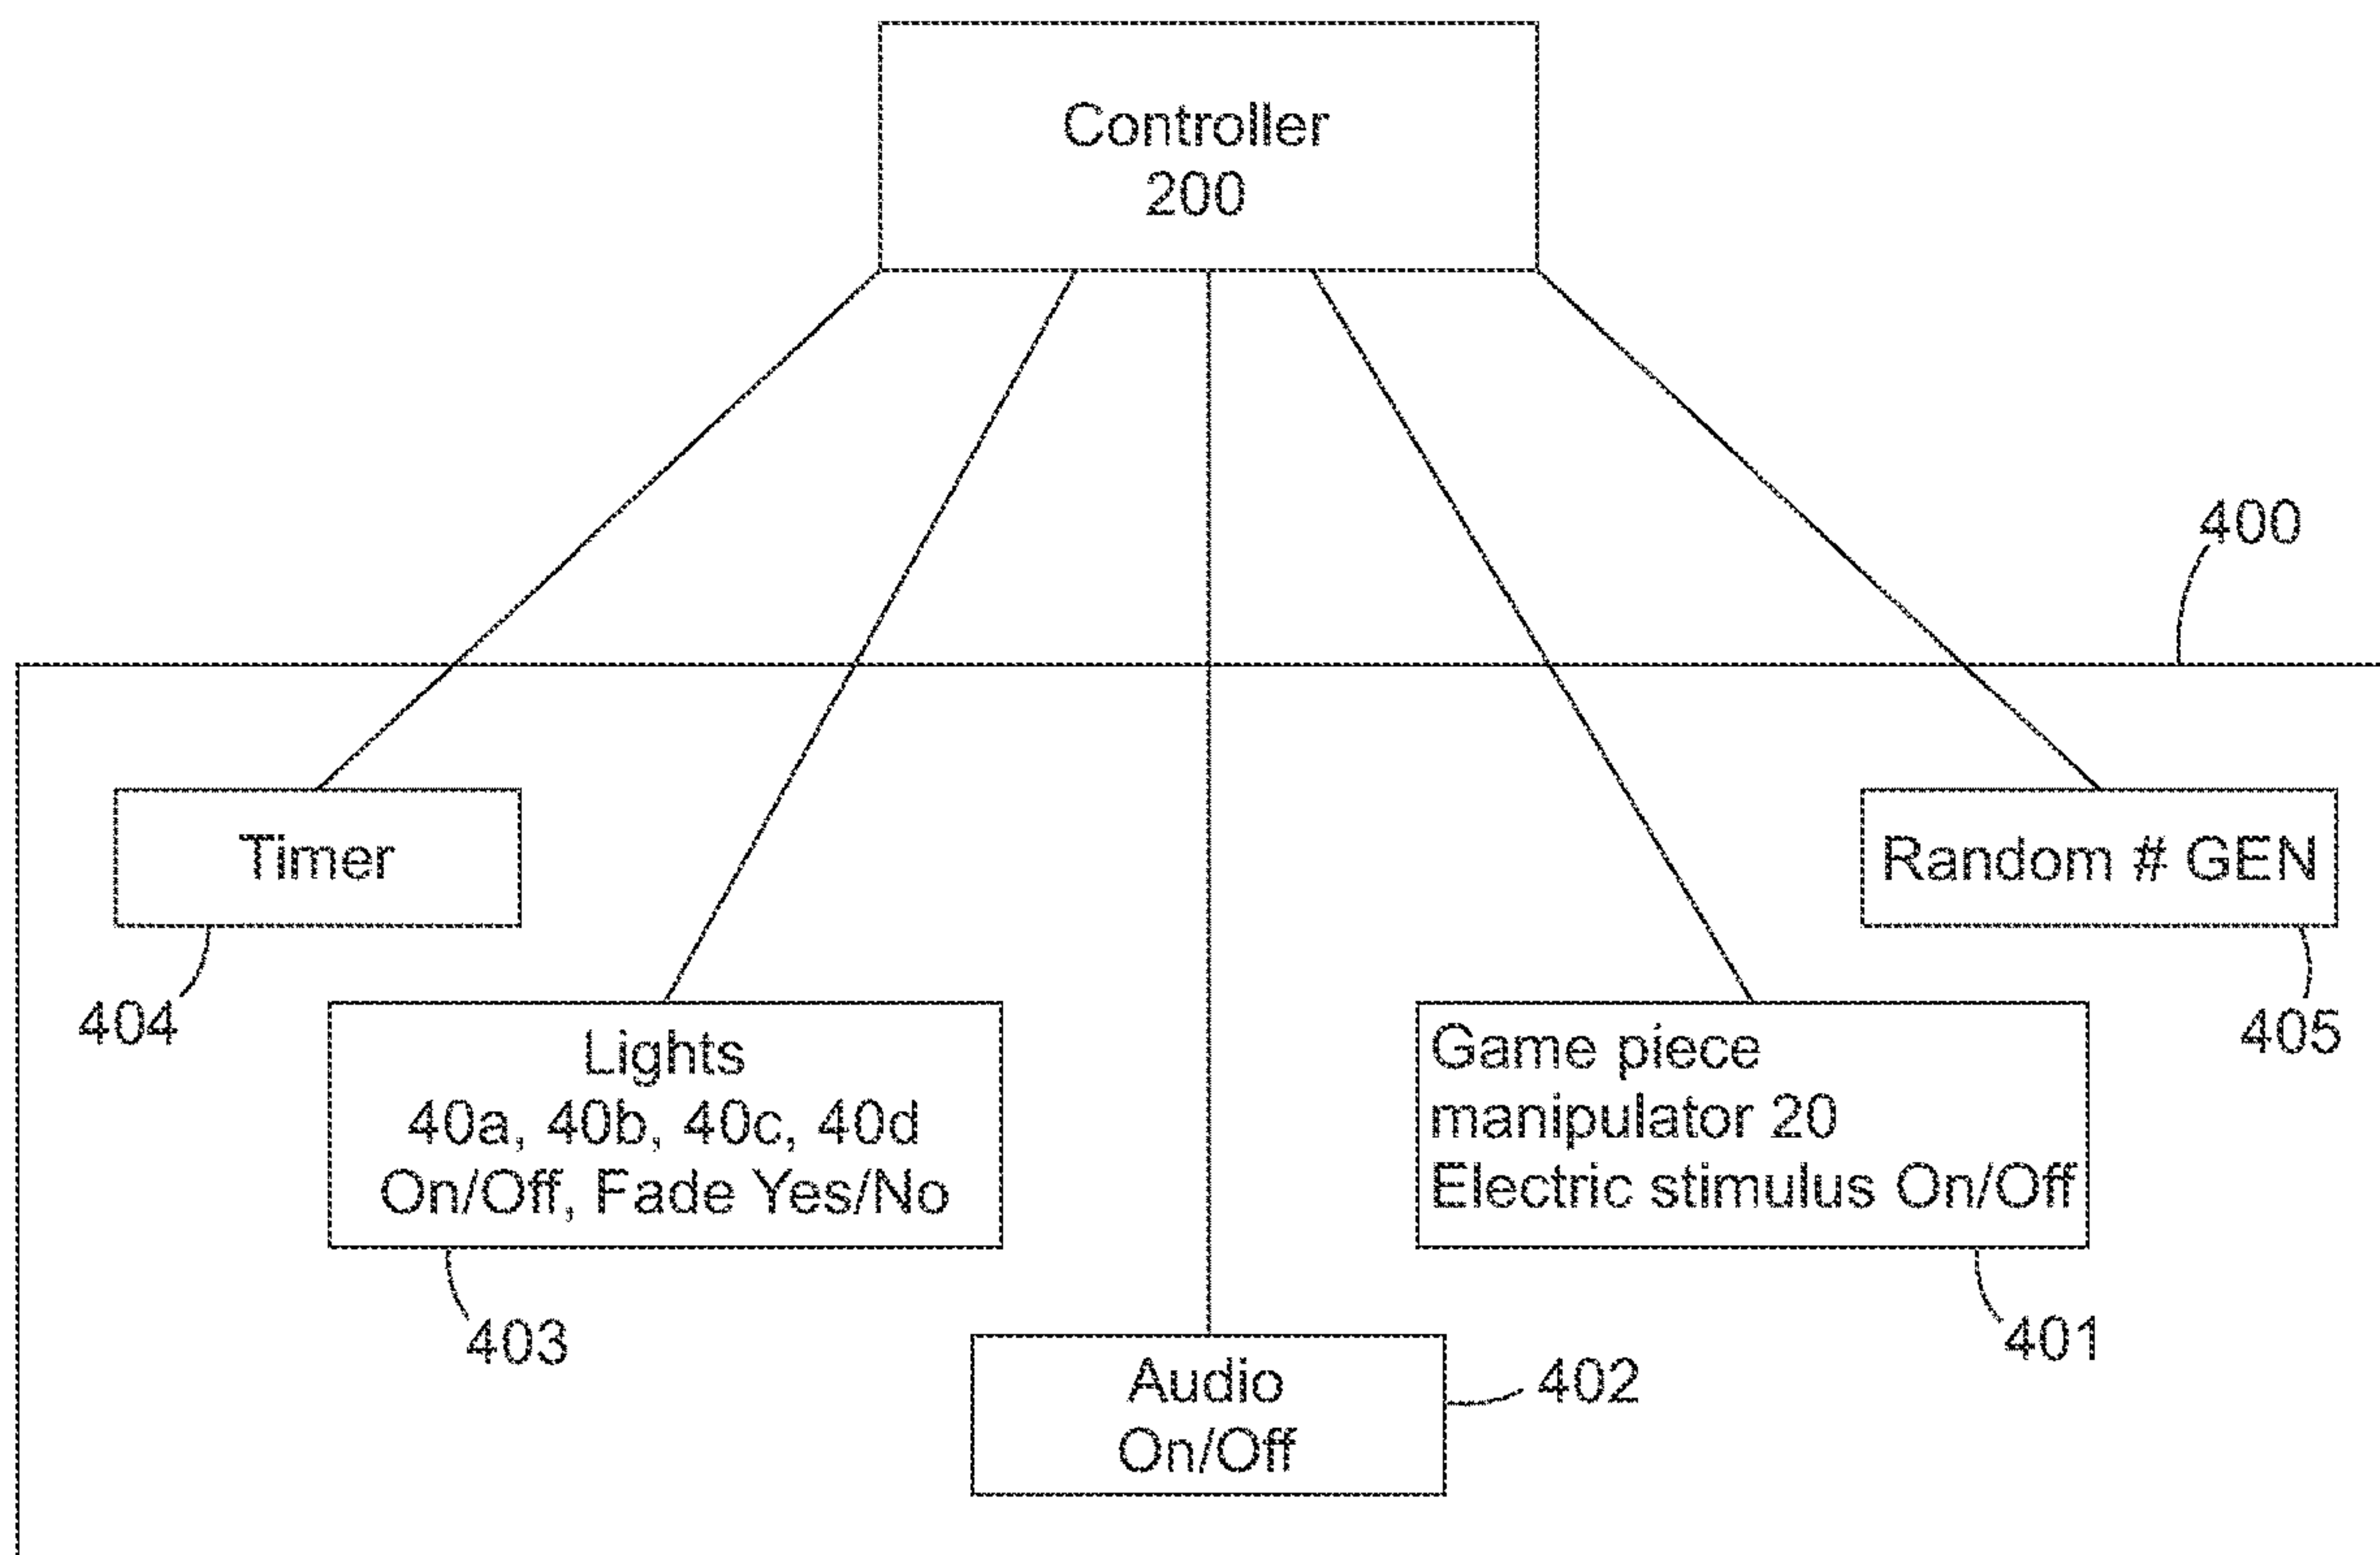 Controller
200
400
Timer
Random # GEN
404
405
Lights
40a, 40b, 40c, 40d
On/Off, Fade Yes/No
Game piece
manipulator 20
Electric stimulus On/Off
403
401
Audio
On/Off
402